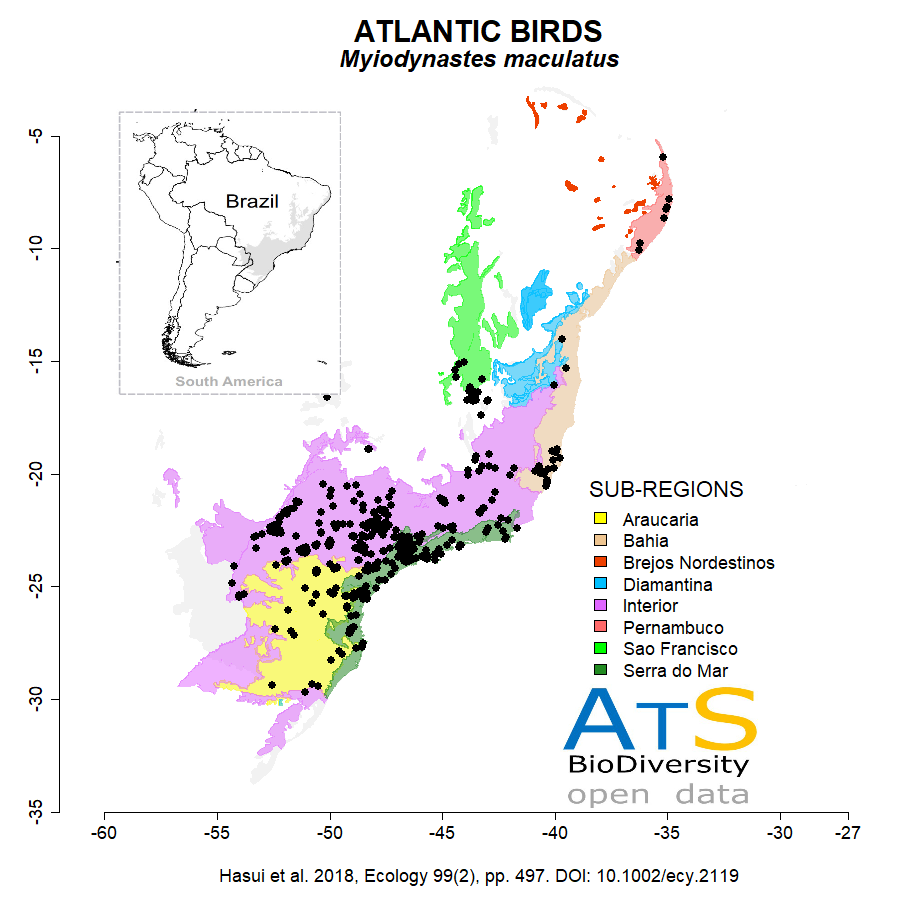 ATLANTIC BIRDS
Myiodynastes maculatus
-5
-10
-15
-20
-25
-30
-35
Brazil
South America
SUB-REGIONS
Araucaria
Bahia
Brejos Nordestinos
Diamantina
Interior
Pernambuco
Sao Francisco
Serra do Mar
ATS
BioDiversity
open data
-60 -55 -50 -45 -40 -35 -30 -27
Hasui et al. 2018, Ecology 99(2), pp. 497. DOI: 10.1002/ecy.2119